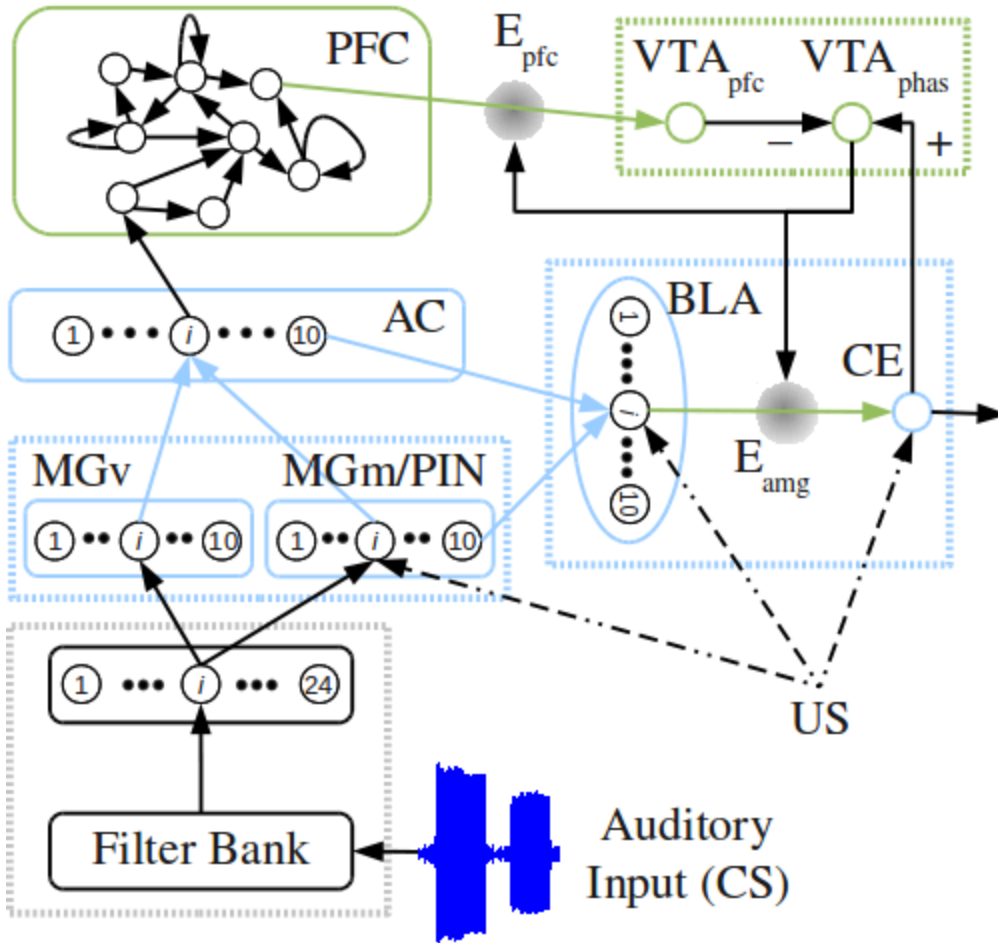 PFC
E pfc
VTA pfc
VTA phas
−
+
AC
1 i 10
BLA
1
i
10
CE
E amg
MGv
MGm/PIN
1 i 10
1 i 10
1 i 24
US
Filter Bank
Auditory
Input (CS)